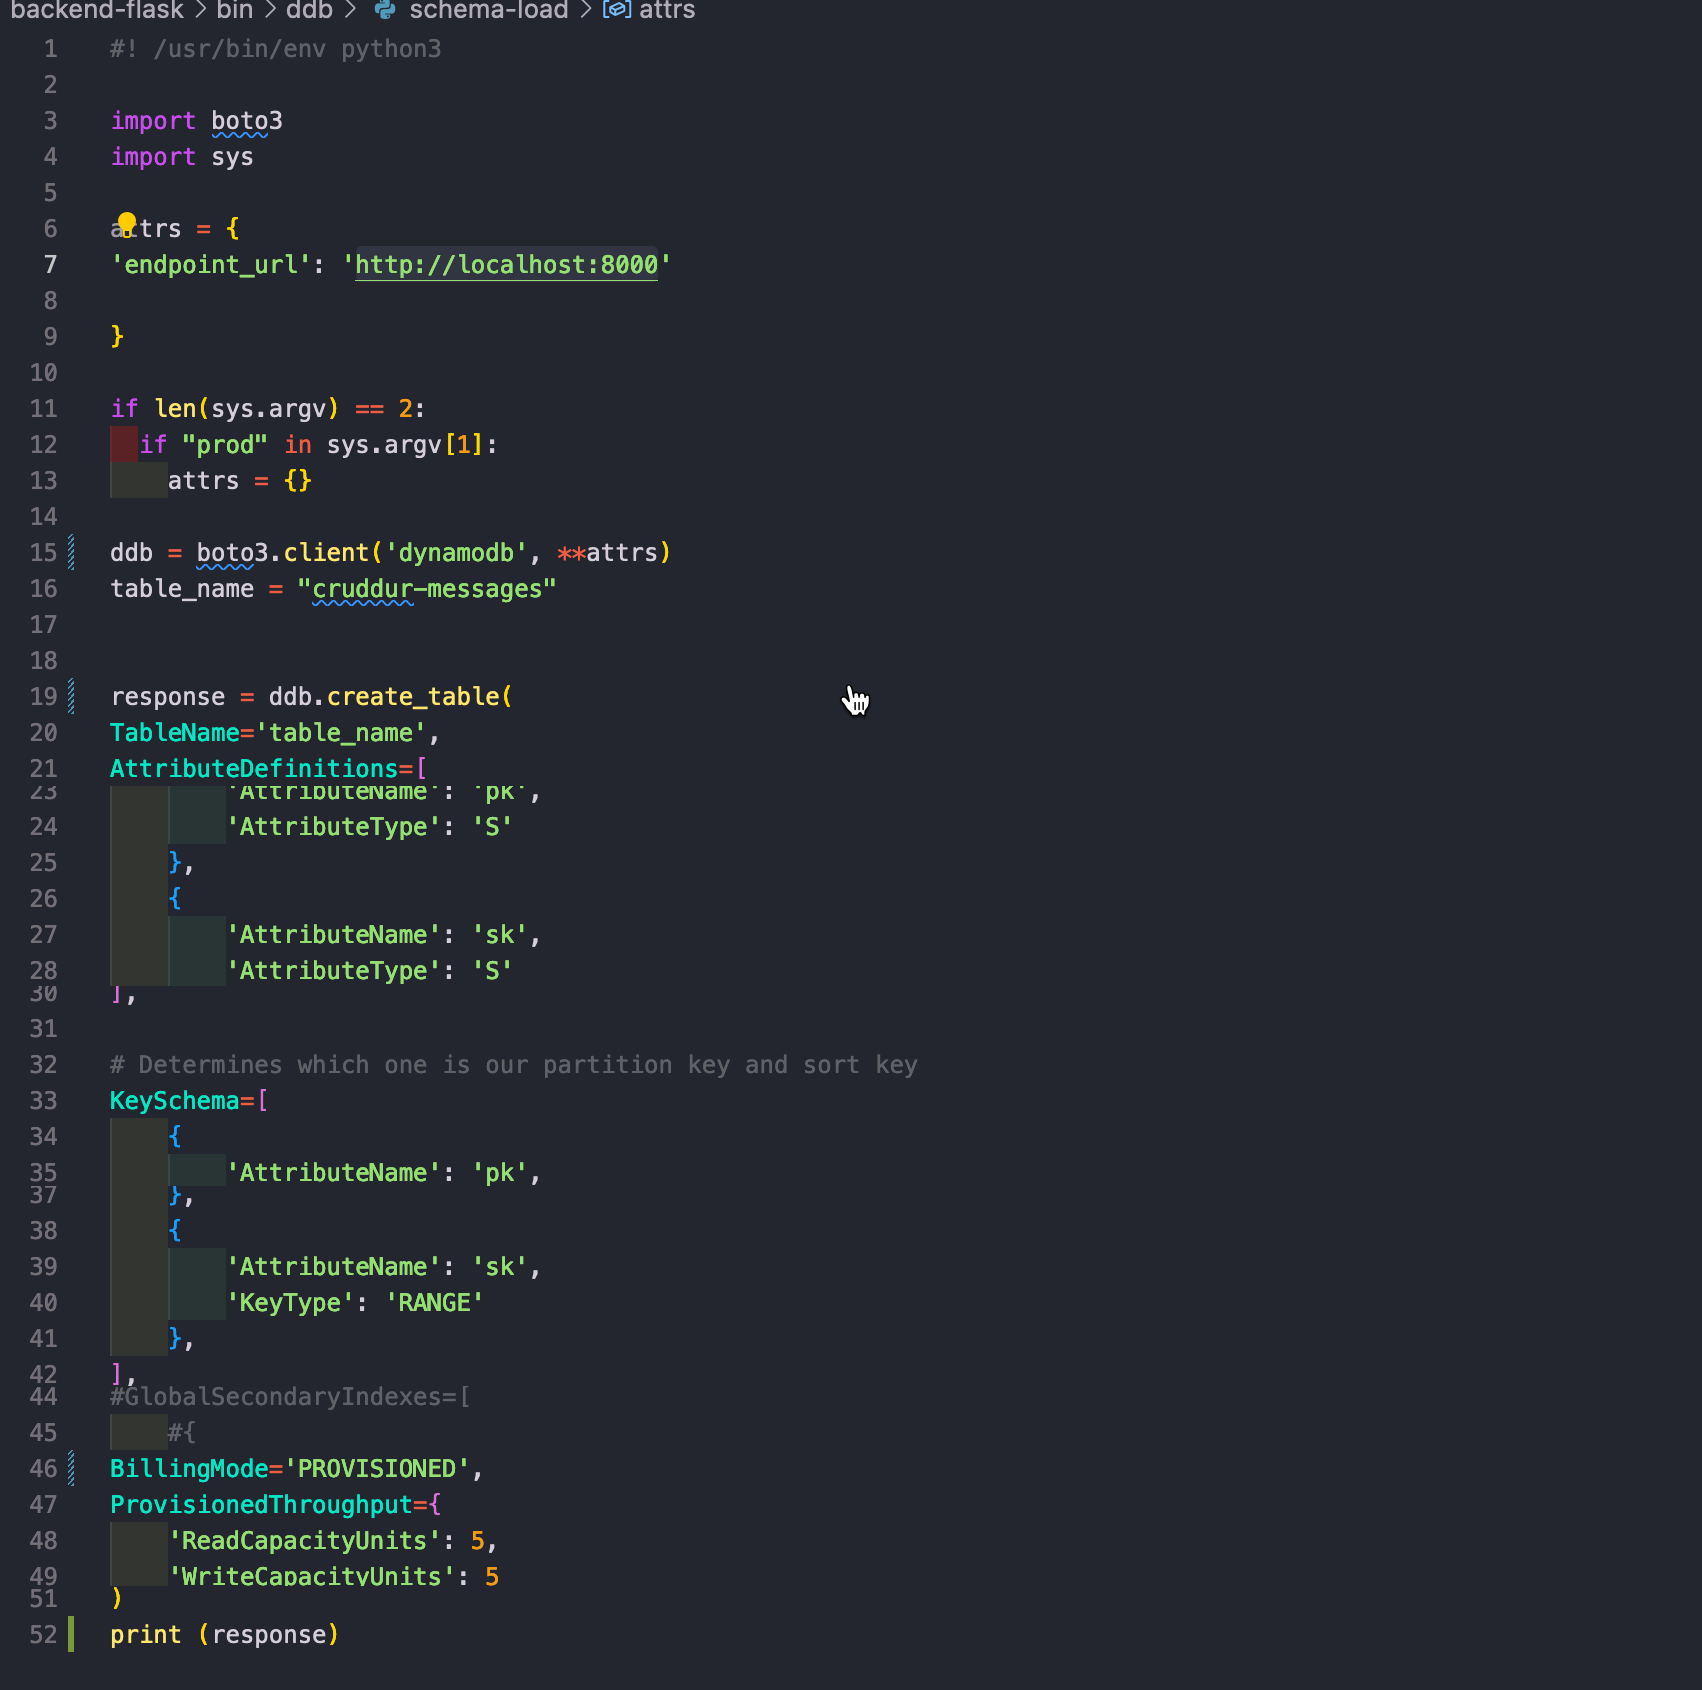 backend-flask > bin > ddb > schema-load > attrs
1 #! /usr/bin/env python3
2
3 import boto3
4 import sys
5
6 attrs = {
7 'endpoint_url': 'http://localhost:8000'
8
9 }
10
11 if len(sys.argv) == 2:
12 if "prod" in sys.argv[1]:
13 attrs = {}
14
15 ddb = boto3.client('dynamodb', **attrs)
16 table_name = "cruddur-messages"
17
18
19 response = ddb.create_table(
20 TableName='table_name',
21 AttributeDefinitions=[
23 'AttributeName': 'pk',
24 'AttributeType': 'S'
25 },
26 {
27 'AttributeName': 'sk',
28 'AttributeType': 'S'
30 ],
31
32 # Determines which one is our partition key and sort key
33 KeySchema=[
34 {
35 'AttributeName': 'pk',
37 },
38 {
39 'AttributeName': 'sk',
40 'KeyType': 'RANGE'
41 },
42 ],
44 #GlobalSecondaryIndexes=[
45 #{
46 BillingMode='PROVISIONED',
47 ProvisionedThroughput={
48 'ReadCapacityUnits': 5,
49 'WriteCapacityUnits': 5
51 )
52 print (response)